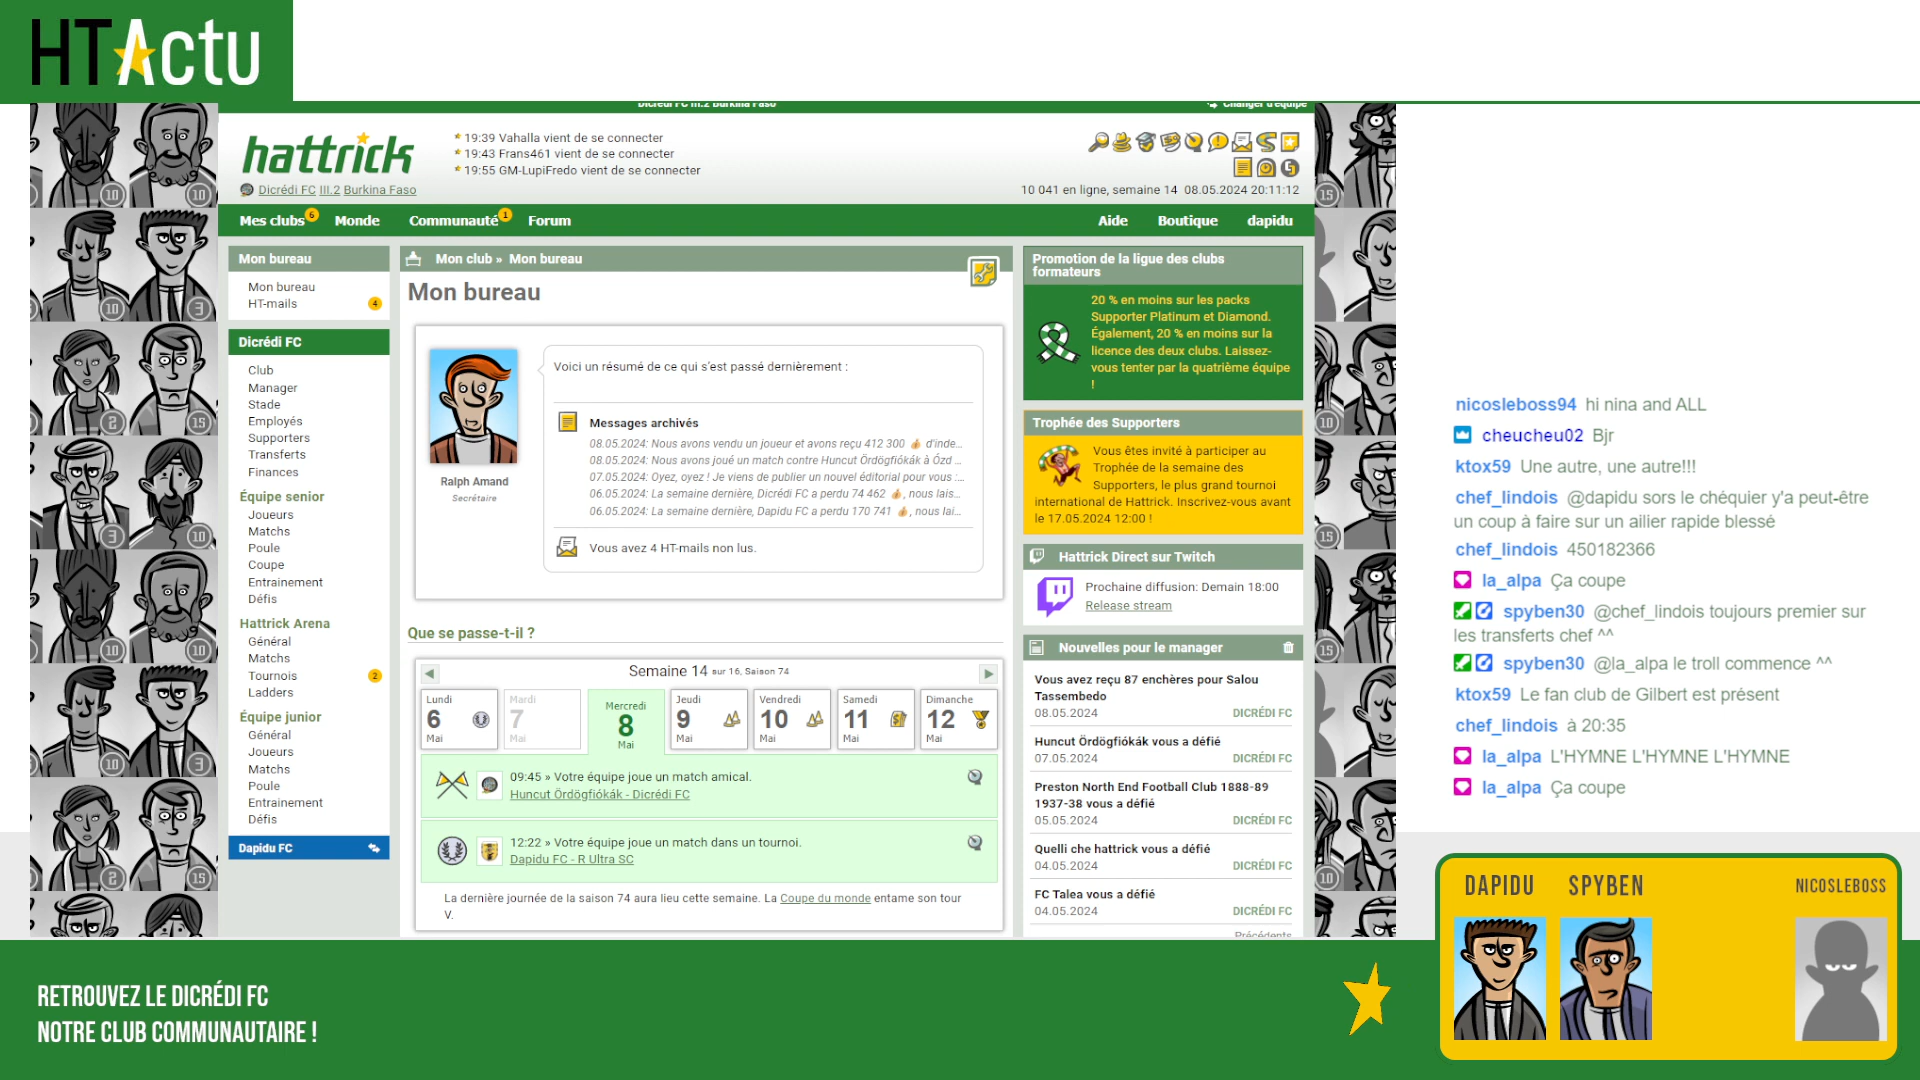 HTActu
Dicrédi FC III.2 Burkina Faso
Changer d'équipe
hattrick
19:39 Vahalla vient de se connecter
19:43 Frans461 vient de se connecter
19:55 GM-LupiFredo vient de se connecter
Dicrédi FC III.2 Burkina Faso
10 041 en ligne, semaine 14 08.05.2024 20:11:12
Mes clubs 6 Monde Communauté 1 Forum
Aide Boutique dapidu
Mon bureau
Mon bureau
HT-mails 4
Dicrédi FC
Club
Manager
Stade
Employés
Supporters
Transferts
Finances
Équipe senior
Joueurs
Matchs
Poule
Coupe
Entrainement
Défis
Hattrick Arena
Général
Matchs
Tournois 2
Ladders
Équipe junior
Général
Joueurs
Matchs
Poule
Entrainement
Défis
Dapidu FC
Mon club » Mon bureau
Mon bureau
Ralph Amand
Secrétaire
Voici un résumé de ce qui s'est passé dernièrement :
Messages archivés
08.05.2024: Nous avons vendu un joueur et avons reçu 412 300 d'inde...
08.05.2024: Nous avons joué un match contre Huncut Ördögfiókák à Ózd ...
07.05.2024: Oyez, oyez ! Je viens de publier un nouvel éditorial pour vous :...
06.05.2024: La semaine dernière, Dicrédi FC a perdu 74 462 , nous lais...
06.05.2024: La semaine dernière, Dapidu FC a perdu 170 741 , nous lai...
Vous avez 4 HT-mails non lus.
Que se passe-t-il ?
Semaine 14 sur 16, Saison 74
Lundi 6 Mai
Mardi 7 Mai
Mercredi 8 Mai
Jeudi 9 Mai
Vendredi 10 Mai
Samedi 11 Mai
Dimanche 12 Mai
09:45 » Votre équipe joue un match amical.
Huncut Ördögfiókák - Dicrédi FC
12:22 » Votre équipe joue un match dans un tournoi.
Dapidu FC - R Ultra SC
La dernière journée de la saison 74 aura lieu cette semaine. La Coupe du monde entame son tour
V.
Promotion de la ligue des clubs
formateurs
20 % en moins sur les packs
Supporter Platinum et Diamond.
Également, 20 % en moins sur la
licence des deux clubs. Laissez-
vous tenter par la quatrième équipe
!
Trophée des Supporters
Vous êtes invité à participer au
Trophée de la semaine des
Supporters, le plus grand tournoi
international de Hattrick. Inscrivez-vous avant
le 17.05.2024 12:00 !
Hattrick Direct sur Twitch
Prochaine diffusion: Demain 18:00
Release stream
Nouvelles pour le manager
Vous avez reçu 87 enchères pour Salou
Tassembedo
08.05.2024 DICRÉDI FC
Huncut Ördögfiókák vous a défié
07.05.2024 DICRÉDI FC
Preston North End Football Club 1888-89
1937-38 vous a défié
05.05.2024 DICRÉDI FC
Quelli che hattrick vous a défié
04.05.2024 DICRÉDI FC
FC Talea vous a défié
04.05.2024 DICRÉDI FC
Précédents
nicosleboss94 hi nina and ALL
cheucheu02 Bjr
ktox59 Une autre, une autre!!!
chef_lindois @dapidu sors le chéquier y'a peut-être
un coup à faire sur un ailier rapide blessé
chef_lindois 450182366
la_alpa Ça coupe
spyben30 @chef_lindois toujours premier sur
les transferts chef ^^
spyben30 @la_alpa le troll commence ^^
ktox59 Le fan club de Gilbert est présent
chef_lindois à 20:35
la_alpa L'HYMNE L'HYMNE L'HYMNE
la_alpa Ça coupe
DAPIDU SPYBEN NICOSLEBOSS
RETROUVEZ LE DICRÉDI FC
NOTRE CLUB COMMUNAUTAIRE !